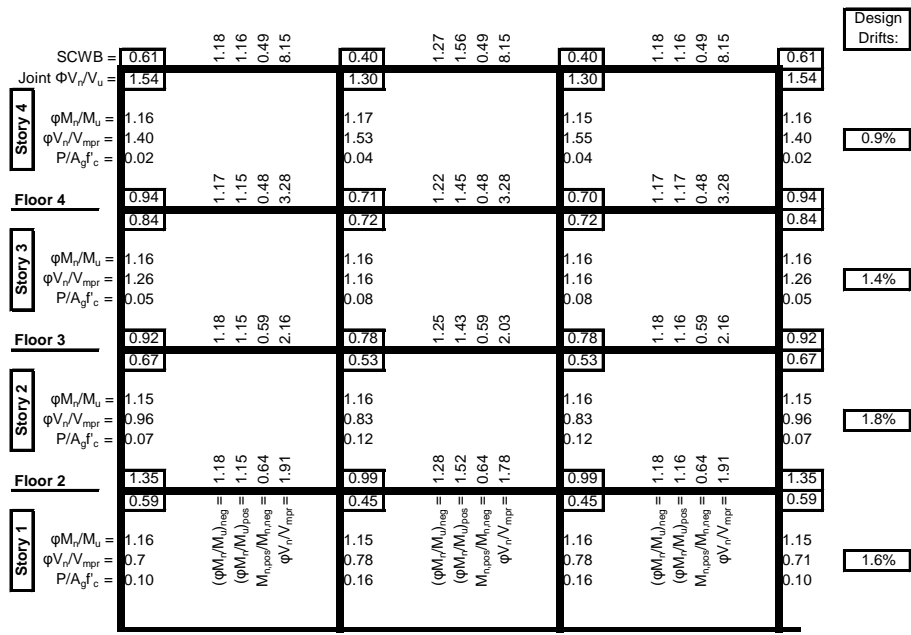 Design
Drifts:
1.18 1.16 0.49 8.15 1.27 1.56 0.49 8.15 1.18 1.16 0.49 8.15
SCWB = 0.61 0.40 0.40 0.61
Joint ΦVn/Vu = 1.54 1.30 1.30 1.54
Story 4
φMn/Mu = 1.16 1.17 1.15 1.16
φVn/Vmpr = 1.40 1.53 1.55 1.40 0.9%
P/Agf'c = 0.02 0.04 0.04 0.02
1.17 1.15 0.48 3.28 1.22 1.45 0.48 3.28 1.17 1.17 0.48 3.28
Floor 4 0.94 0.71 0.70 0.94
0.84 0.72 0.72 0.84
Story 3
φMn/Mu = 1.16 1.16 1.16 1.16
φVn/Vmpr = 1.26 1.16 1.16 1.26 1.4%
P/Agf'c = 0.05 0.08 0.08 0.05
1.18 1.15 0.59 2.16 1.25 1.43 0.59 2.03 1.18 1.16 0.59 2.16
Floor 3 0.92 0.78 0.78 0.92
0.67 0.53 0.53 0.67
Story 2
φMn/Mu = 1.15 1.16 1.16 1.15
φVn/Vmpr = 0.96 0.83 0.83 0.96 1.8%
P/Agf'c = 0.07 0.12 0.12 0.07
Floor 2 1.35 0.99 0.99 1.35
0.59 0.45 0.45 0.59
(φMn/Mu)neg = 1.18
(φMn/Mu)pos = 1.15
Mn,pos/Mn,neg = 0.64
φVn/Vmpr = 1.91
(φMn/Mu)neg = 1.28
(φMn/Mu)pos = 1.52
Mn,pos/Mn,neg = 0.64
φVn/Vmpr = 1.78
(φMn/Mu)neg = 1.18
(φMn/Mu)pos = 1.16
Mn,pos/Mn,neg = 0.64
φVn/Vmpr = 1.91
Story 1
φMn/Mu = 1.16 1.15 1.15 1.16
φVn/Vmpr = 0.7 0.78 0.78 0.71 1.6%
P/Agf'c = 0.10 0.16 0.16 0.10